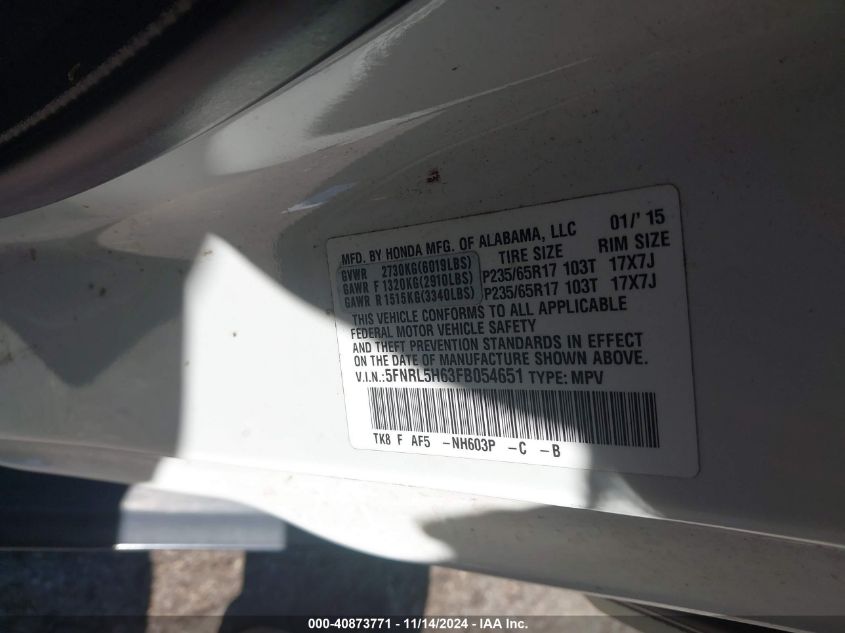 MFD. BY HONDA MFG. OF ALABAMA, LLC 01/' 15
TIRE SIZE RIM SIZE
GVWR 2730KG(6019LBS)
GAWR F 1320KG(2910LBS) P235/65R17 103T 17X7J
GAWR R 1515KG(3340LBS) P235/65R17 103T 17X7J
THIS VEHICLE CONFORMS TO ALL APPLICABLE
FEDERAL MOTOR VEHICLE SAFETY
AND THEFT PREVENTION STANDARDS IN EFFECT
ON THE DATE OF MANUFACTURE SHOWN ABOVE.
V.I.N.:5FNRL5H63FB054651 TYPE: MPV
TK8 F AF5 -NH603P -C -B
000-40873771 - 11/14/2024 - IAA Inc.